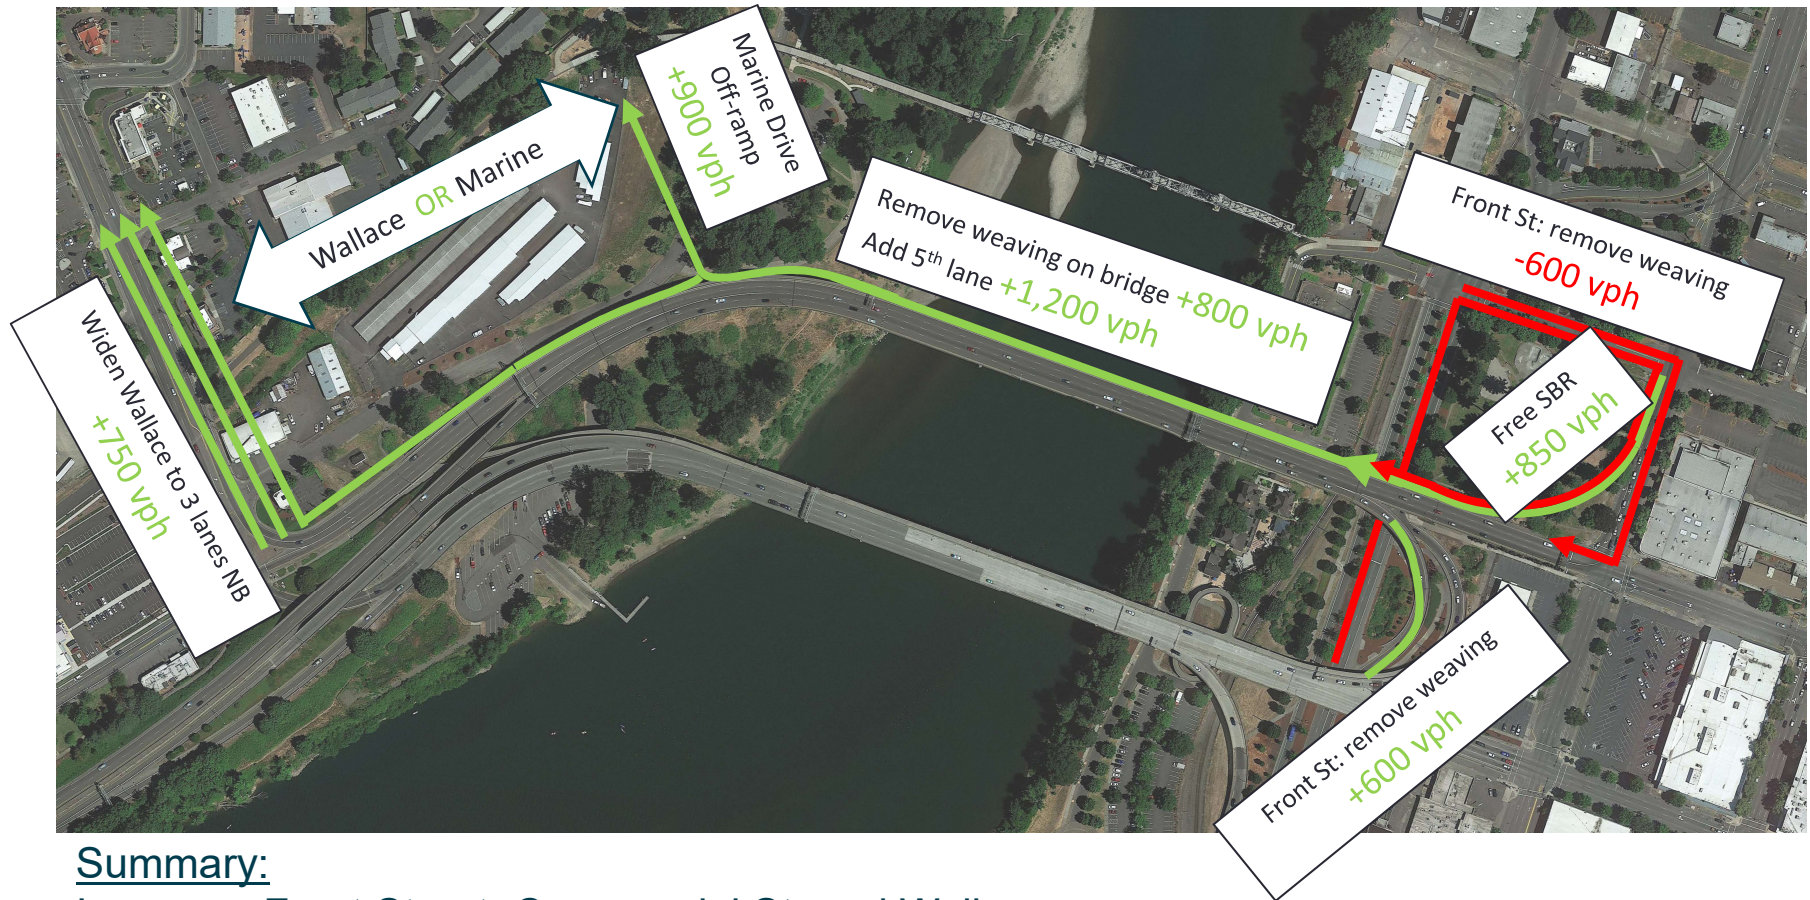 Marine Drive
Off-ramp
+900 vph
Wallace OR Marine
Remove weaving on bridge +800 vph
Add 5th lane +1,200 vph
Front St: remove weaving
-600 vph
Free SBR
+850 vph
Widen Wallace to 3 lanes NB
+750 vph
Front St: remove weaving
+600 vph
Summary: